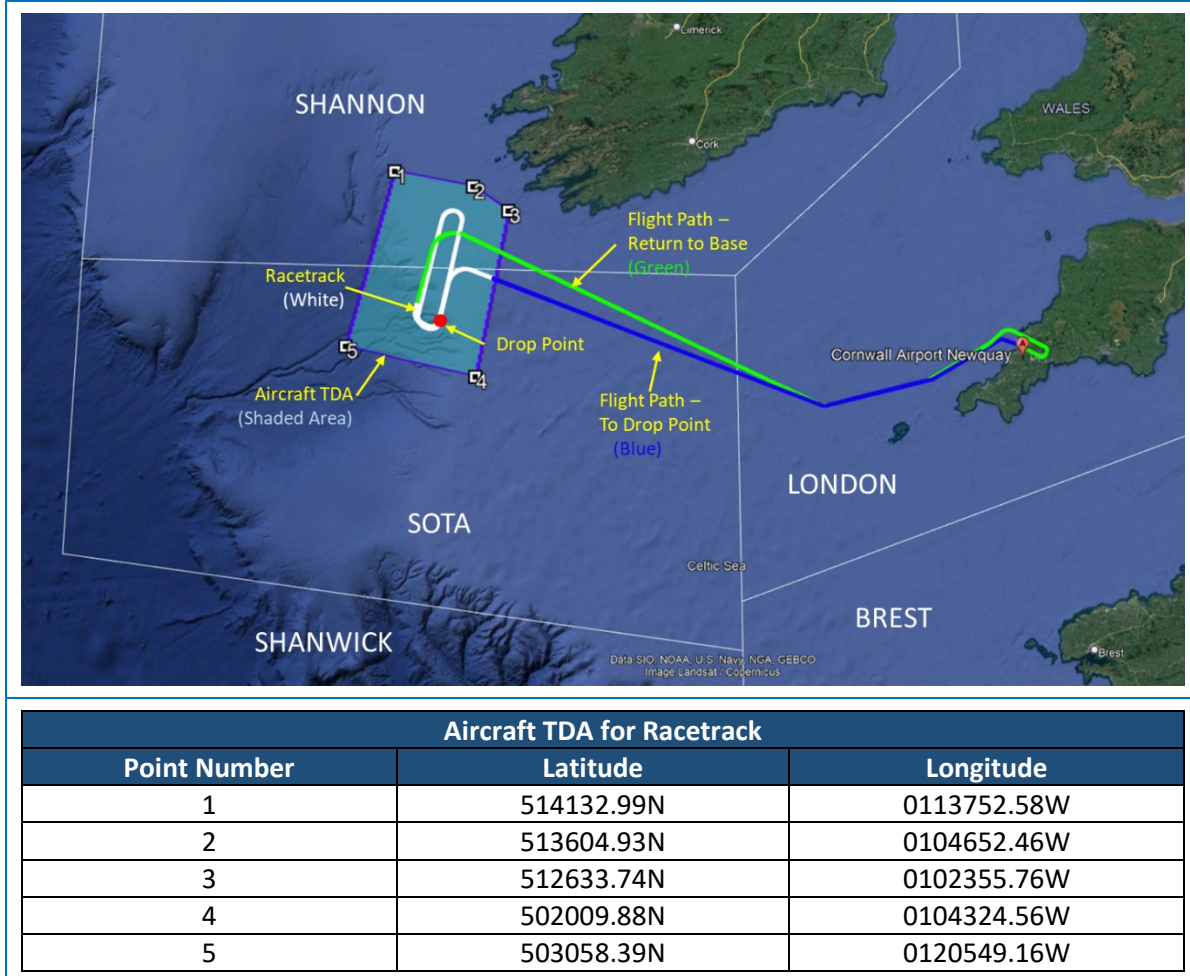 Limerick
SHANNON
WALES
Cork
1
2
3
Flight Path –
Return to Base
(Green)
Racetrack
(White)
Drop Point
5
4
Cornwall Airport Newquay
A
Aircraft TDA
(Shaded Area)
Flight Path –
To Drop Point
(Blue)
LONDON
SOTA
Celtic Sea
BREST
SHANWICK
Data SIO, NOAA, U.S. Navy, NGA, GEBCO
Image Landsat / Copernicus
Brest
Aircraft TDA for Racetrack
Point Number Latitude Longitude
1 514132.99N 0113752.58W
2 513604.93N 0104652.46W
3 512633.74N 0102355.76W
4 502009.88N 0104324.56W
5 503058.39N 0120549.16W